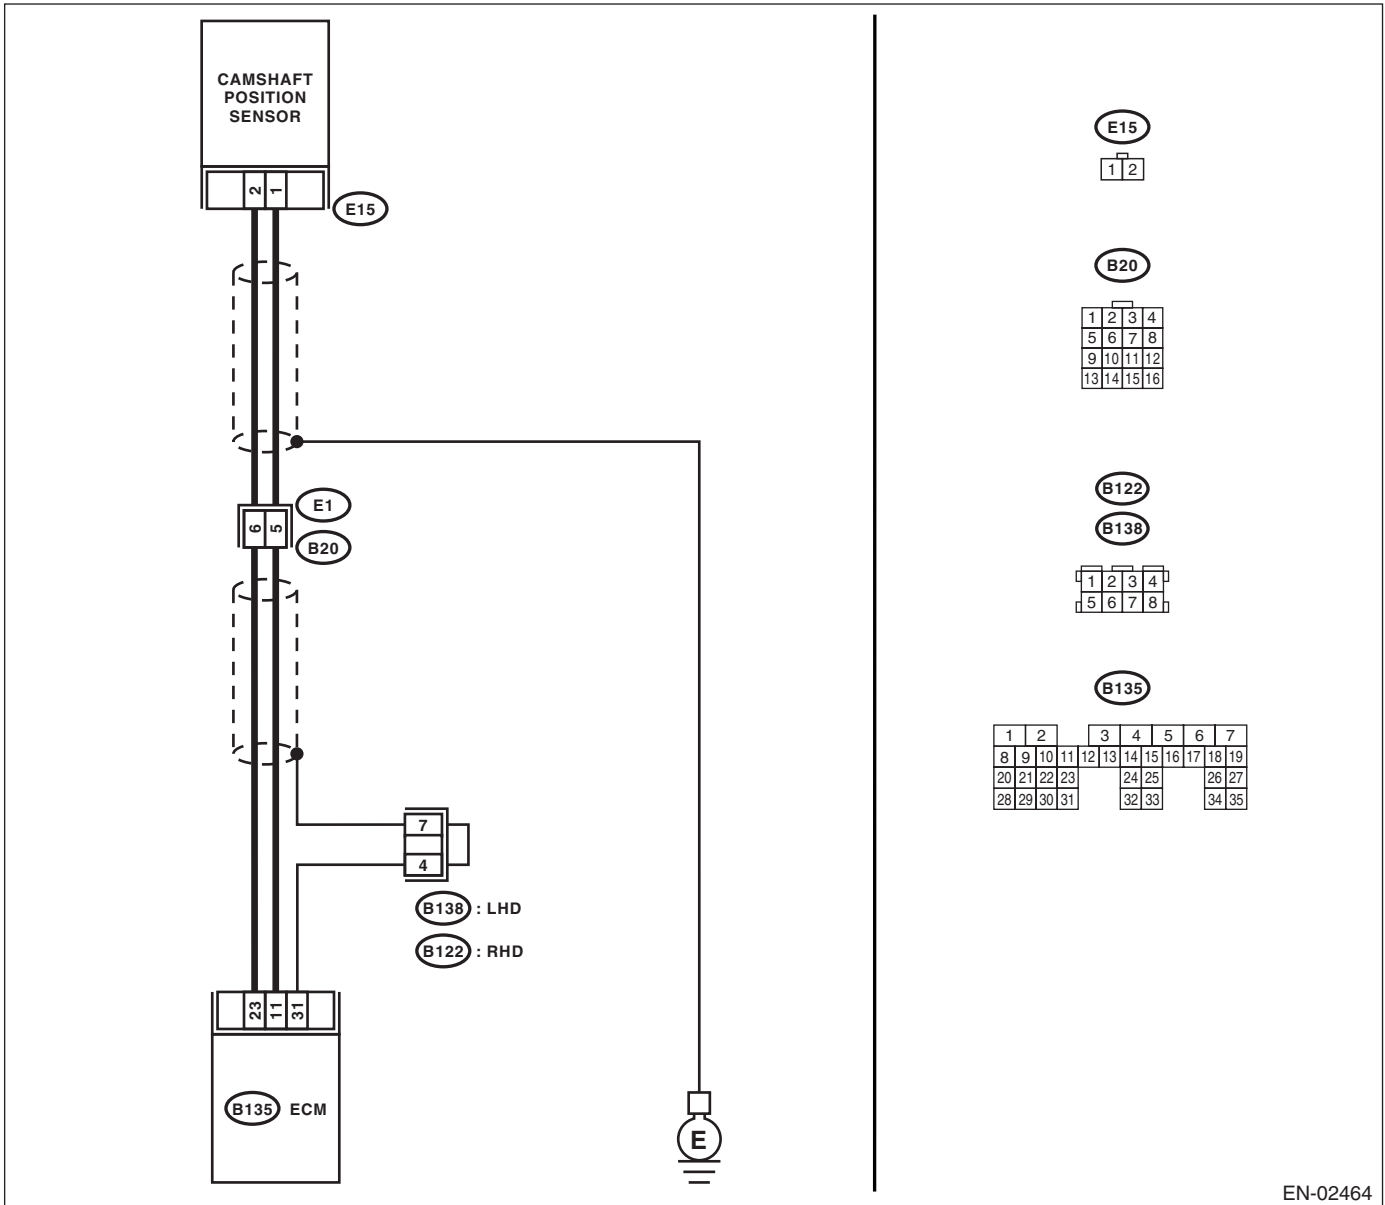 CAMSHAFT
POSITION
SENSOR
2 1
E15
E1
6 5
B20
7
4
B138 : LHD
B122 : RHD
23 11 31
B135 ECM
E
E15
1 2
B20
1 2 3 4
5 6 7 8
9 10 11 12
13 14 15 16
B122
B138
1 2 3 4
5 6 7 8
B135
1 2 3 4 5 6 7
8 9 10 11 12 13 14 15 16 17 18 19
20 21 22 23 24 25 26 27
28 29 30 31 32 33 34 35
EN-02464